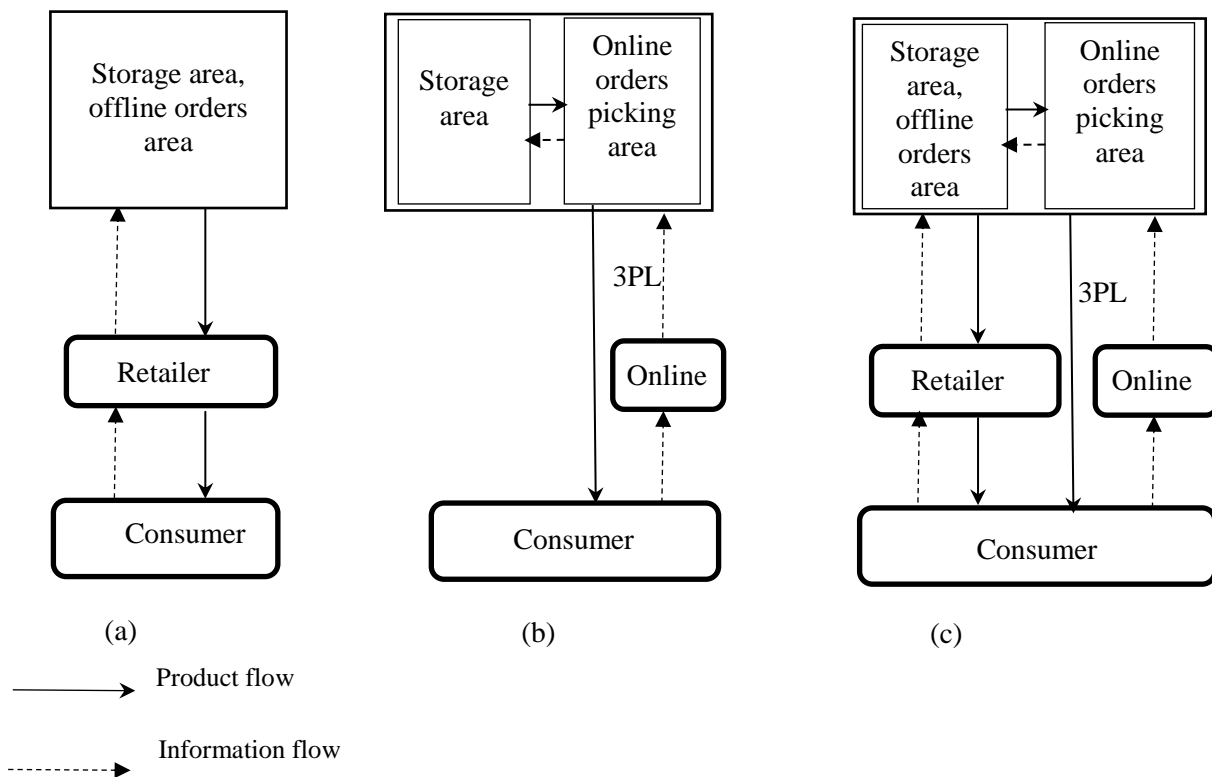 Storage area,
offline orders
area
Retailer
Consumer
(a)
Storage
area
Online
orders
picking
area
3PL
Online
Consumer
(b)
Storage
area,
offline
orders
area
Online
orders
picking
area
3PL
Retailer
Online
Consumer
(c)
Product flow
Information flow